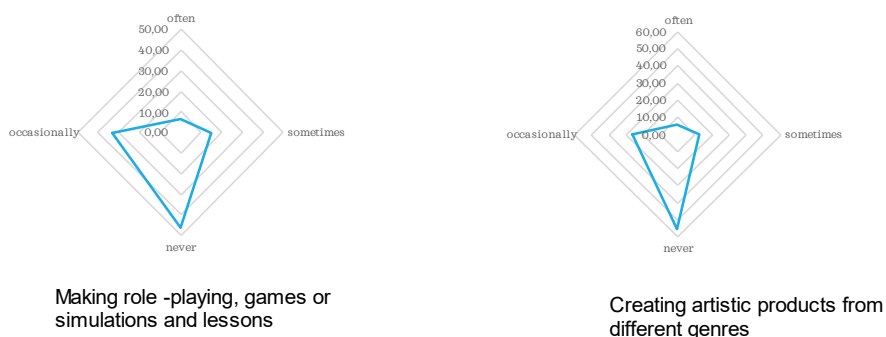 often
50,00
40,00
30,00
20,00
10,00
occasionally 0,00 sometimes
never
Making role -playing, games or
simulations and lessons
often
60,00
50,00
40,00
30,00
20,00
10,00
occasionally 0,00 sometimes
never
Creating artistic products from
different genres